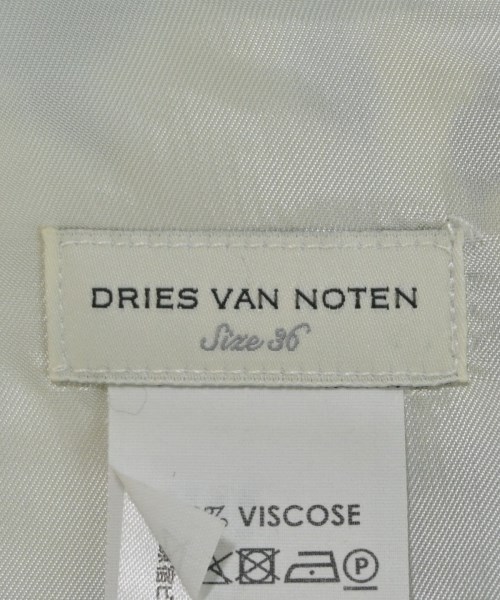 DRIES VAN NOTEN
Size 36
% VISCOSE
P